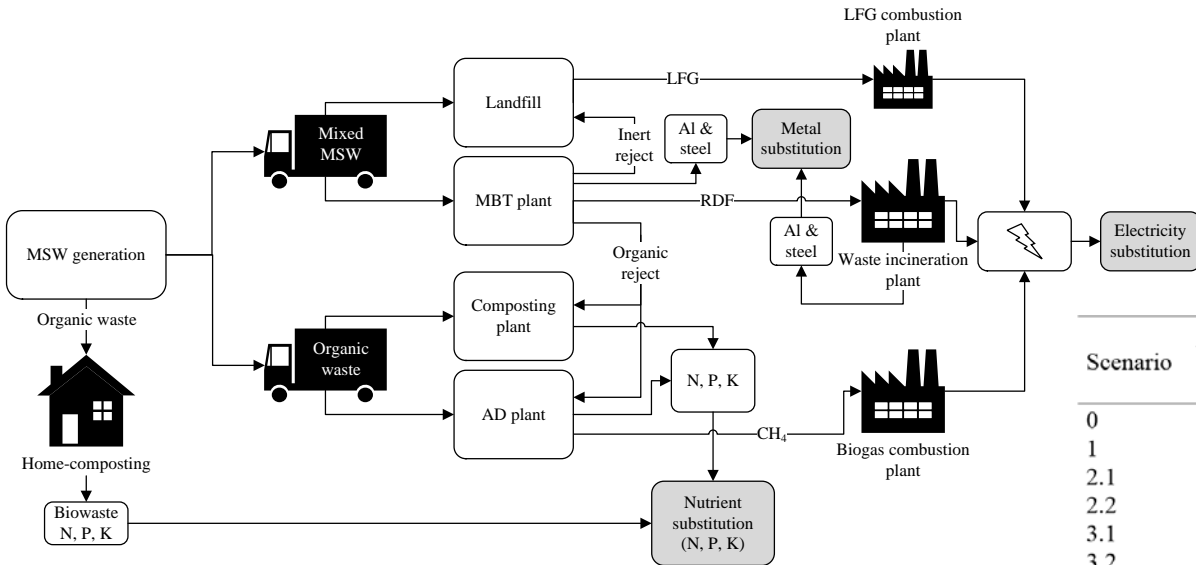 LFG combustion
plant
LFG
Landfill
Mixed
MSW
Inert
reject
Al &
steel
Metal
substitution
MBT plant
RDF
MSW generation
Organic
reject
Al &
steel
Waste incineration
plant
Electricity
substitution
Organic waste
Composting
plant
Organic
waste
N, P, K
AD plant
CH₄
Biogas combustion
plant
Home-composting
Biowaste
N, P, K
Nutrient
substitution
(N, P, K)
Scenario
0
1
2.1
2.2
3.1
3.2